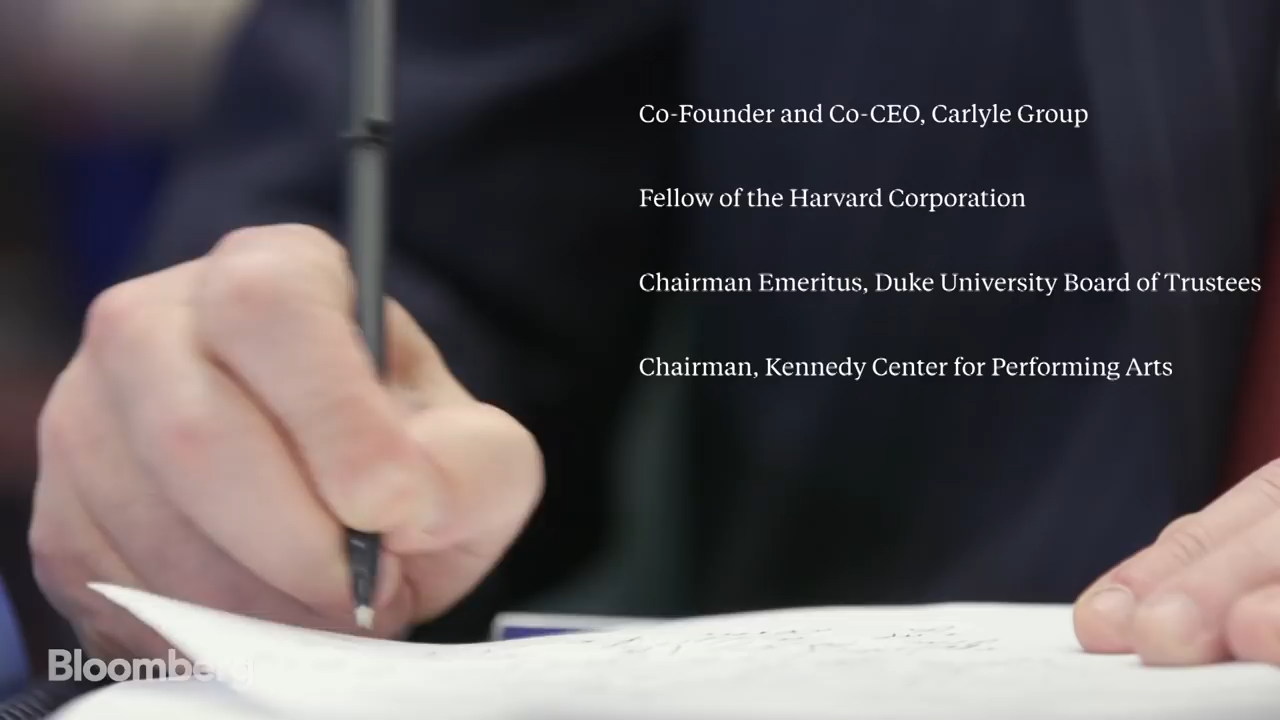 Co-Founder and Co-CEO, Carlyle Group
Fellow of the Harvard Corporation
Chairman Emeritus, Duke University Board of Trustees
Chairman, Kennedy Center for Performing Arts
Bloomberg